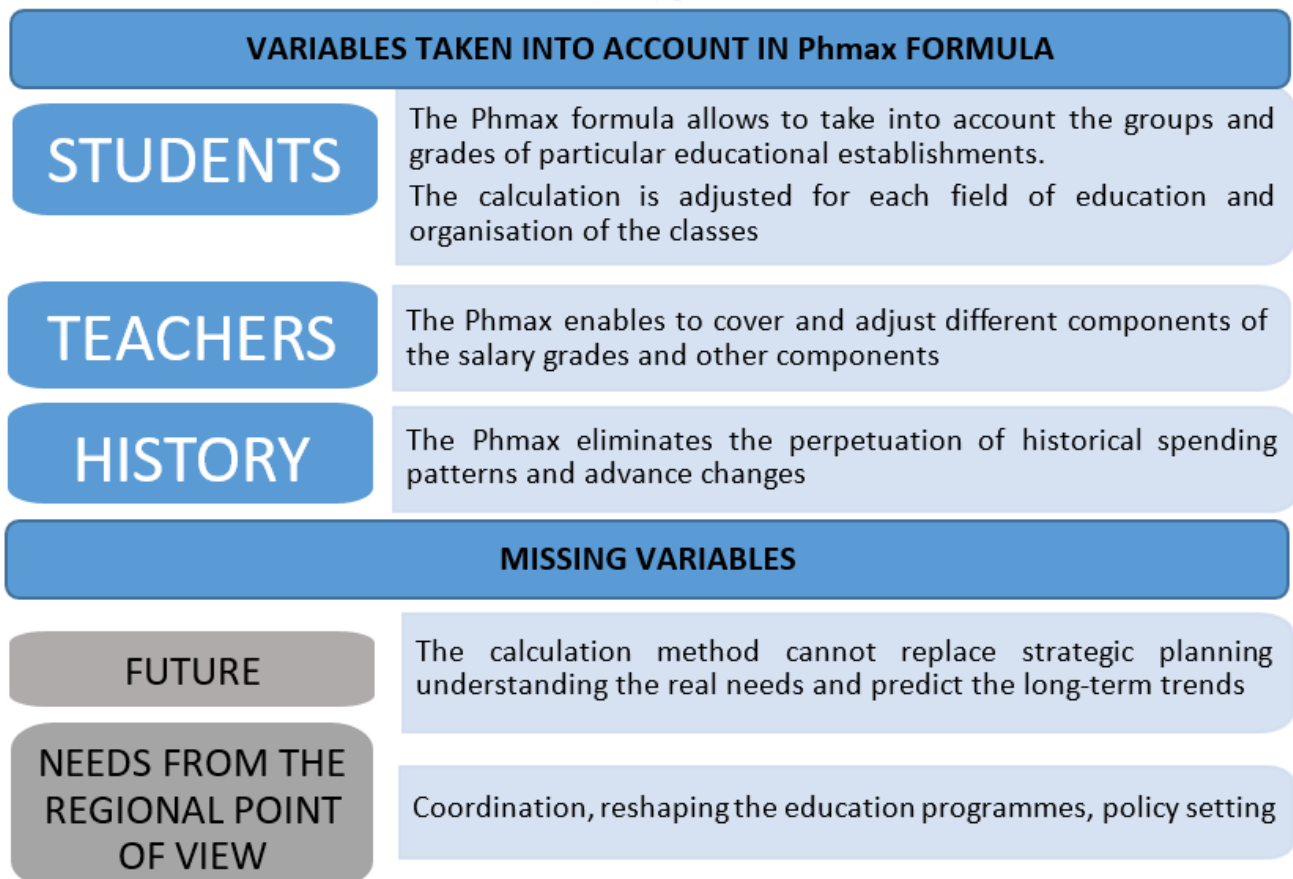 VARIABLES TAKEN INTO ACCOUNT IN Phmax FORMULA
STUDENTS
The Phmax formula allows to take into account the groups and
grades of particular educational establishments.
The calculation is adjusted for each field of education and
organisation of the classes
TEACHERS
The Phmax enables to cover and adjust different components of
the salary grades and other components
HISTORY
The Phmax eliminates the perpetuation of historical spending
patterns and advance changes
MISSING VARIABLES
FUTURE
The calculation method cannot replace strategic planning
understanding the real needs and predict the long-term trends
NEEDS FROM THE
REGIONAL POINT
OF VIEW
Coordination, reshaping the education programmes, policy setting